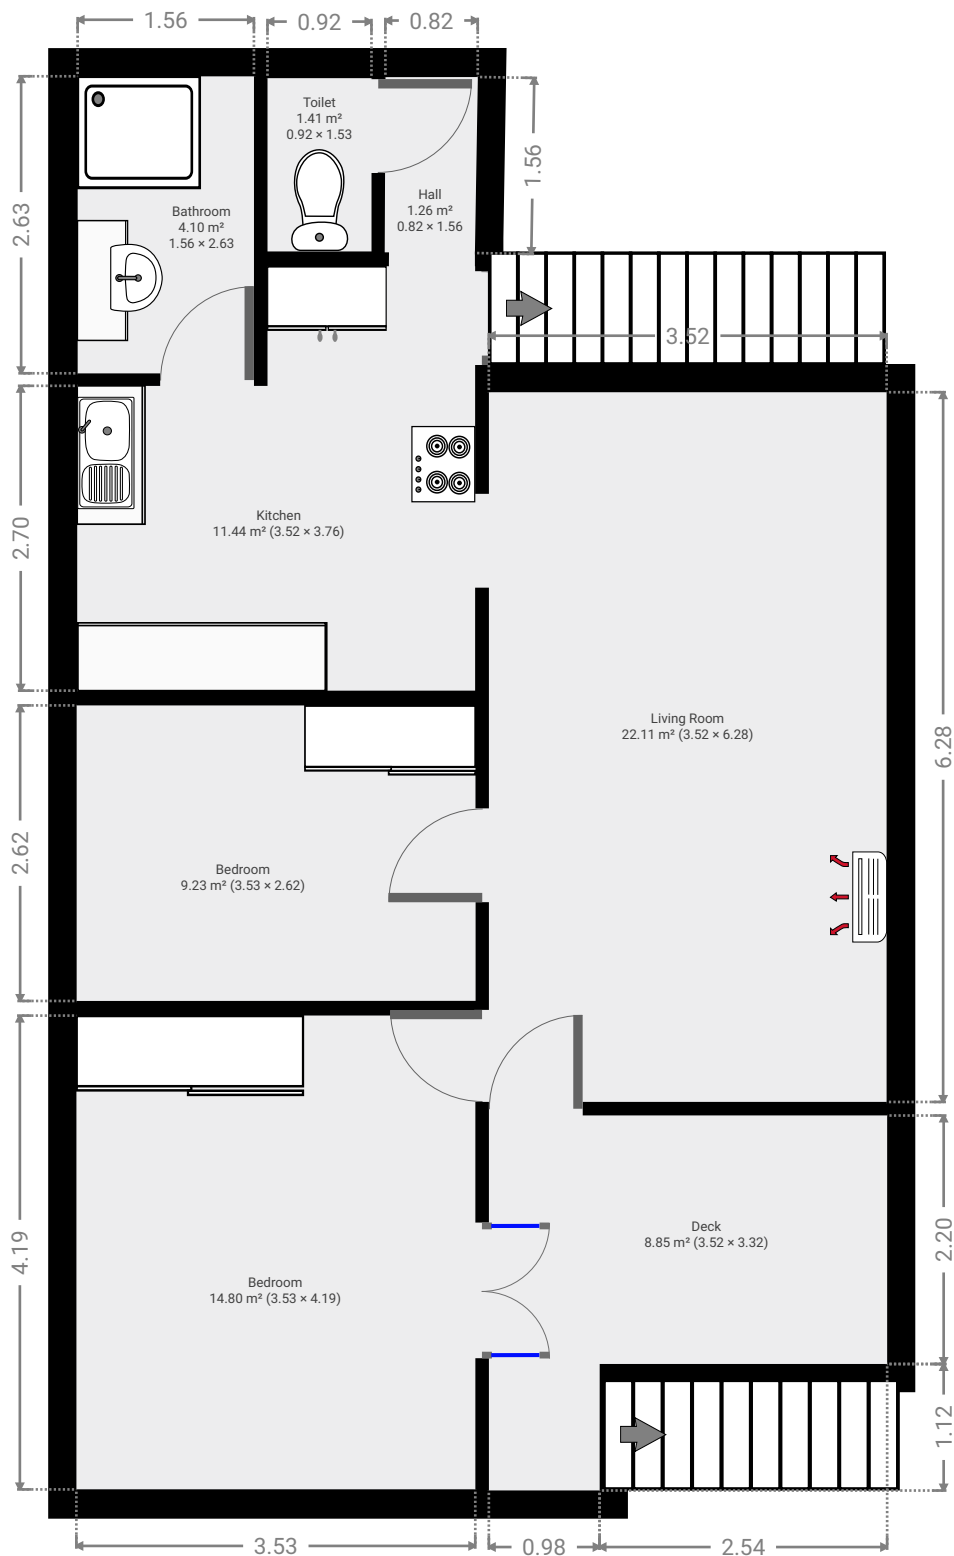 1.56
0.92
0.82
Toilet
1.41 m²
0.92 × 1.53
1.56
2.63
Bathroom
4.10 m²
1.56 × 2.63
Hall
1.26 m²
0.82 × 1.56
3.52
2.70
Kitchen
11.44 m² (3.52 × 3.76)
Living Room
22.11 m² (3.52 × 6.28)
6.28
2.62
Bedroom
9.23 m² (3.53 × 2.62)
4.19
Bedroom
14.80 m² (3.53 × 4.19)
Deck
8.85 m² (3.52 × 3.32)
2.20
1.12
3.53
0.98
2.54